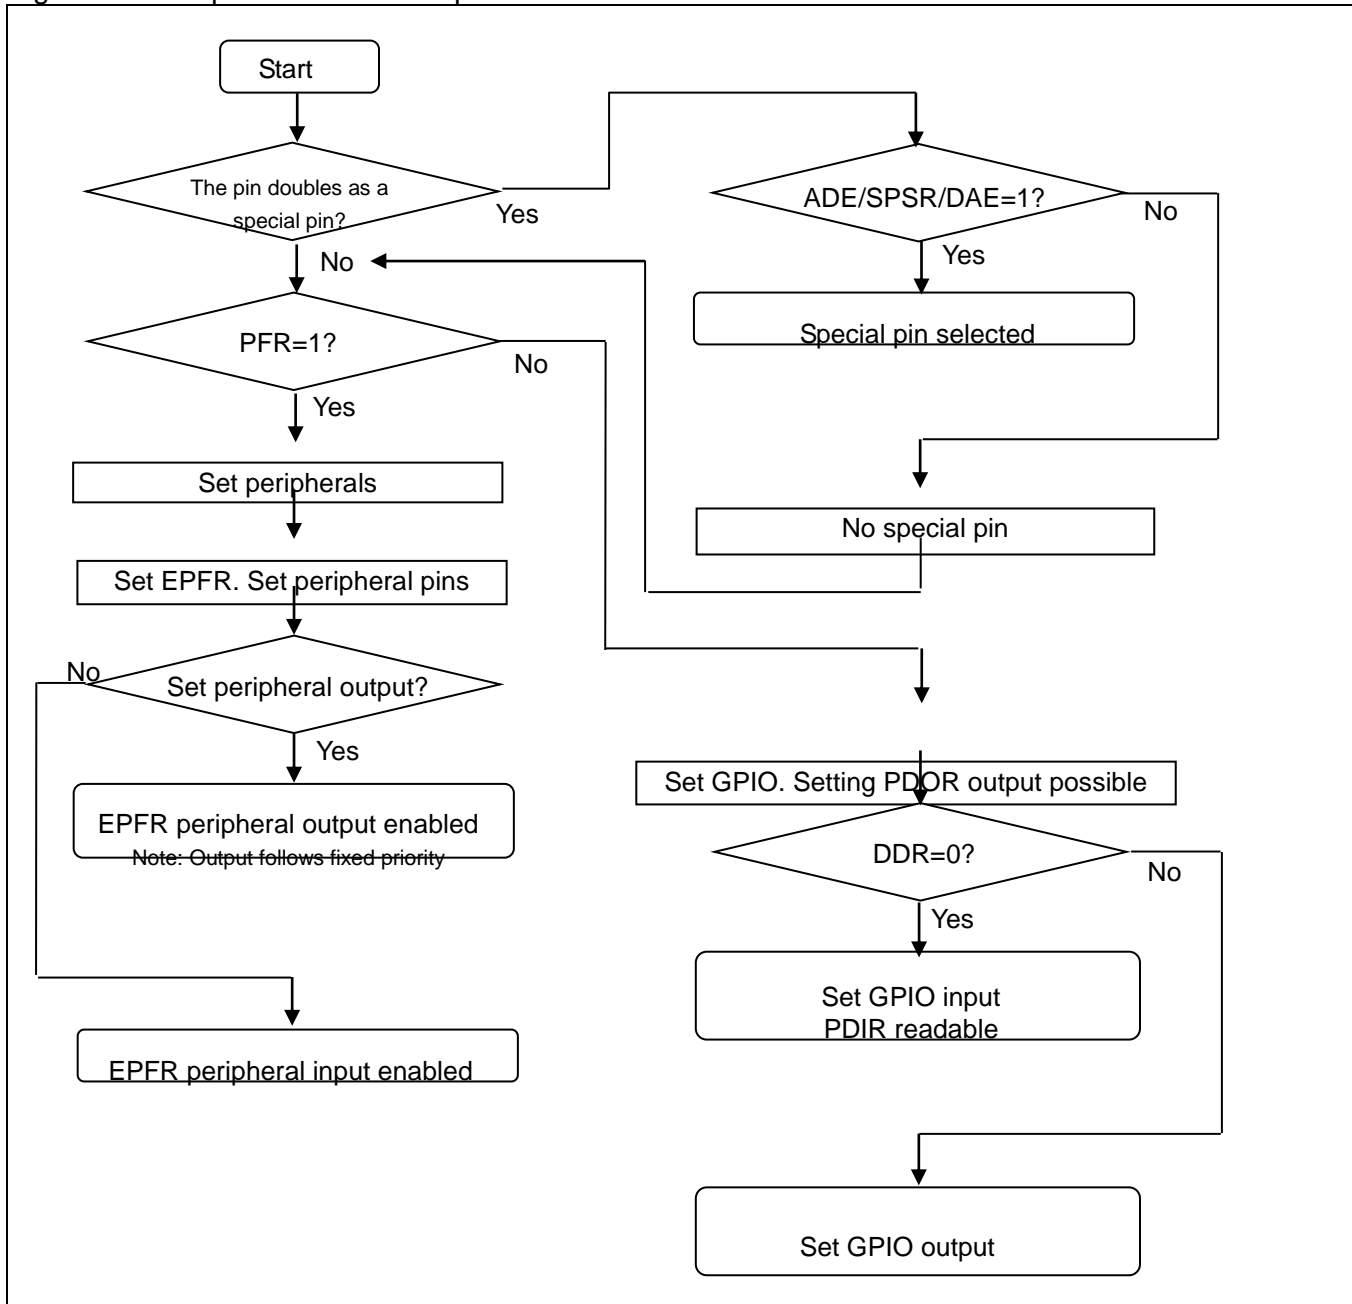 Start
The pin doubles as a
special pin?
Yes
ADE/SPSR/DAE=1?
No
No
Yes
PFR=1?
No
Special pin selected
Yes
Set peripherals
No special pin
Set EPFR. Set peripheral pins
No
Set peripheral output?
Yes
Set GPIO. Setting PDOR output possible
EPFR peripheral output enabled
Note: Output follows fixed priority
DDR=0?
No
Yes
Set GPIO input
PDIR readable
EPFR peripheral input enabled
Set GPIO output